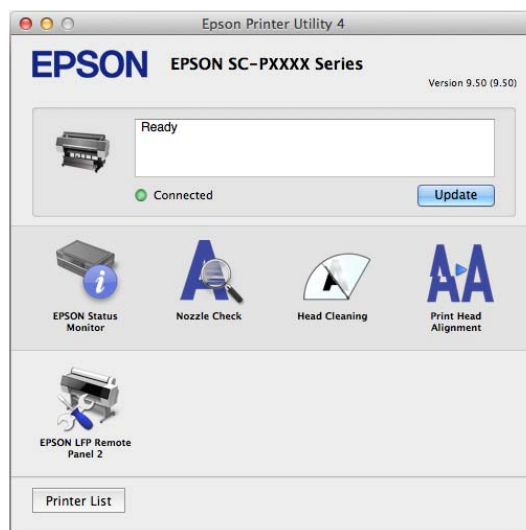 Epson Printer Utility 4
EPSON
EPSON SC-PXXXX Series
Version 9.50 (9.50)
Ready
Connected
Update
EPSON Status
Monitor
Nozzle Check
Head Cleaning
Print Head
Alignment
EPSON LFP Remote
Panel 2
Printer List